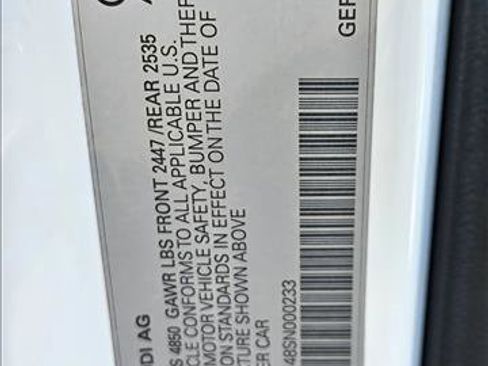 DI AG
S 4850 GAWR LBS FRONT 2447/REAR 2535
CLE CONFORMS TO ALL APPLICABLE U.S.
MOTOR VEHICLE SAFETY, BUMPER AND THEF
ON STANDARDS IN EFFECT ON THE DATE OF
TURE SHOWN ABOVE
ER CAR
48SN000233
GER